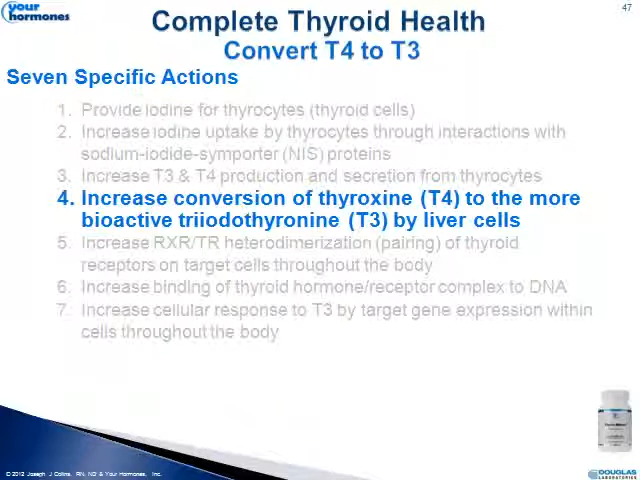 your
hormones
47
Complete Thyroid Health
Convert T4 to T3
Seven Specific Actions
1. Provide iodine for thyrocytes (thyroid cells)
2. Increase iodine uptake by thyrocytes through interactions with
sodium-iodide-symporter (NIS) proteins
3. Increase T3 & T4 production and secretion from thyrocytes
4. Increase conversion of thyroxine (T4) to the more
bioactive triiodothyronine (T3) by liver cells
5. Increase RXR/TR heterodimerization (pairing) of thyroid
receptors on target cells throughout the body
6. Increase binding of thyroid hormone/receptor complex to DNA
7. Increase cellular response to T3 by target gene expression within
cells throughout the body
© 2012 Joseph J Collins, RN, ND & Your Hormones, Inc.
DOUGLAS
LABORATORIES